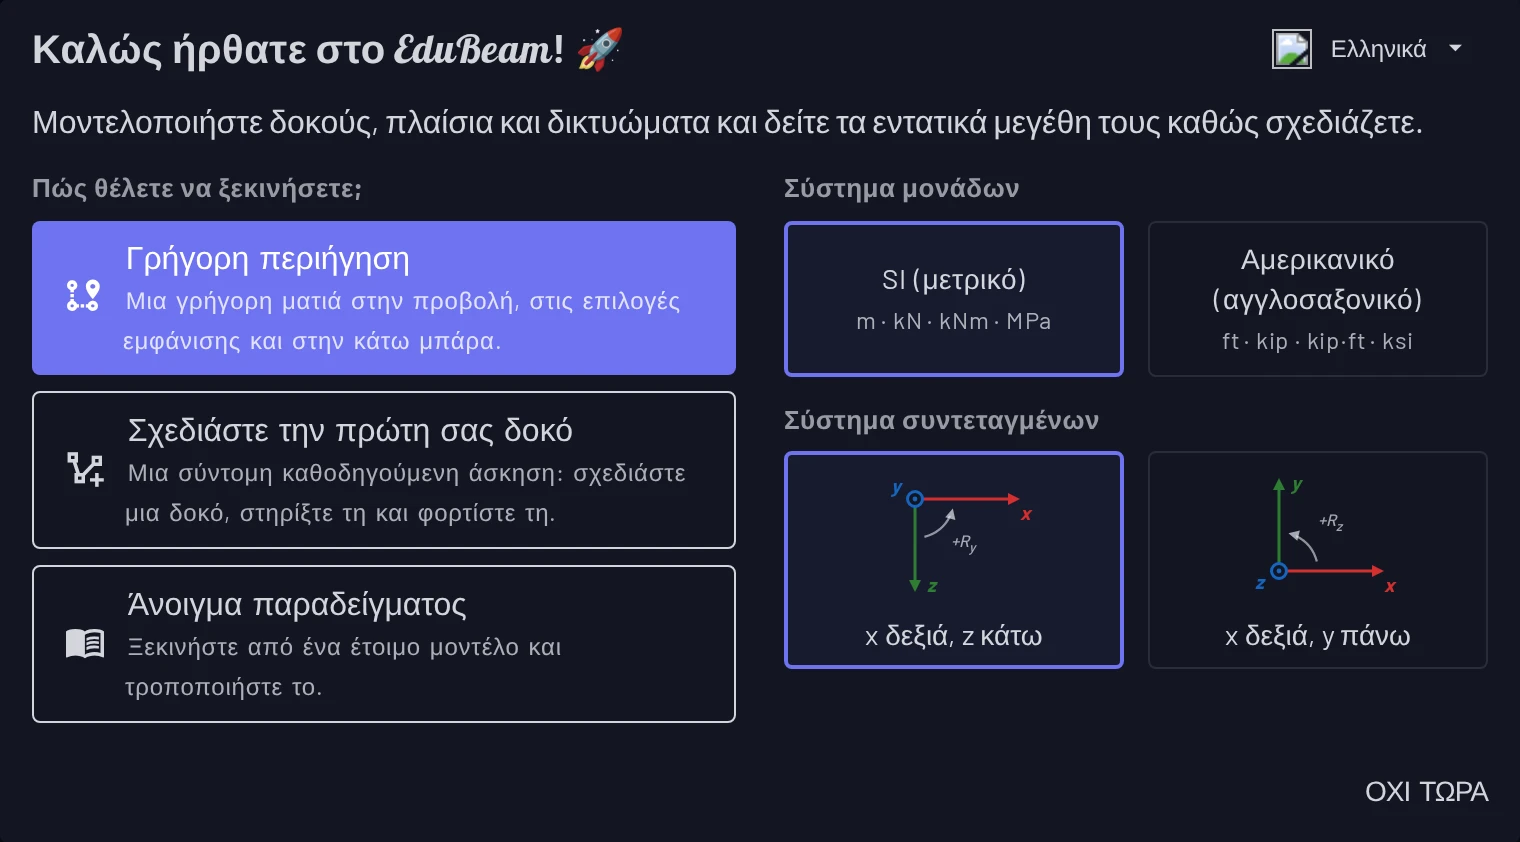 Καλώς ήρθατε στο EduBeam! 🚀
Ελληνικά
Μοντελοποιήστε δοκούς, πλαίσια και δικτυώματα και δείτε τα εντατικά μεγέθη τους καθώς σχεδιάζετε.
Πώς θέλετε να ξεκινήσετε;
Γρήγορη περιήγηση
Μια γρήγορη ματιά στην προβολή, στις επιλογές
εμφάνισης και στην κάτω μπάρα.
Σχεδιάστε την πρώτη σας δοκό
Μια σύντομη καθοδηγούμενη άσκηση: σχεδιάστε
μια δοκό, στηρίξτε τη και φορτίστε τη.
Άνοιγμα παραδείγματος
Ξεκινήστε από ένα έτοιμο μοντέλο και
τροποποιήστε το.
Σύστημα μονάδων
SI (μετρικό)
m · kN · kNm · MPa
Αμερικανικό
(αγγλοσαξονικό)
ft · kip · kip·ft · ksi
Σύστημα συντεταγμένων
y
x
+Ry
z
x δεξιά, z κάτω
y
+Rz
z
x
x δεξιά, y πάνω
ΟΧΙ ΤΩΡΑ